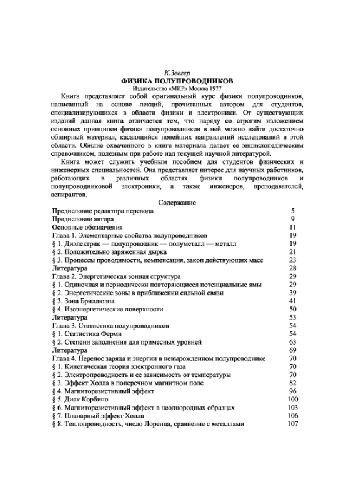 К.Зеегер
ФИЗИКА ПОЛУПРОВОДНИКОВ
Издательство «МИР» Москва 1977
Книга представляет собой оригинальный курс физики полупроводников,
написанный на основе лекций, прочитанных автором для студентов,
специализирующихся в области физики и электроники. От существующих
изданий данная книга отличается тем, что наряду со строгим изложением
основных принципов физики полупроводников в ней можно найти достаточно
обширный материал, касающийся новейших направлений исследований в этой
области. Обилие охваченного в книге материала делает ее энциклопедическим
справочником, полезным при работе над текущей научной литературой.
Книга может служить учебным пособием для студентов физических и
инженерных специальностей. Она представляет интерес для научных работников,
работающих в различных областях физики полупроводников и
полупроводниковой электроники, а также инженеров, преподавателей,
аспирантов.
Содержание
Предисловие редактора перевода 5
Предисловие автора 9
Основные обозначения 11
Глава 1. Элементарные свойства полупроводников 19
§ 1. Диэлектрик — полупроводник — полуметалл — металл 19
§ 2. Положительно заряженная дырка 21
§ 3. Процессы проводимости, компенсация, закон действующих масс 23
Литература 28
Глава 2. Энергетическая зонная структура 29
§ 1. Одиночная и периодически повторяющиеся потенциальные ямы 29
§ 2. Энергетические зоны в приближении сильной связи 39
§ 3. Зона Бриллюэна 41
§ 4. Изоэнергетические поверхности 50
Литература 53
Глава 3. Статистика полупроводников 54
§ 1. Статистика Ферми 54
§ 2. Степени заполнения для примесных уровней 63
Литература 69
Глава 4. Перенос заряда и энергии в невырожденном полупроводнике 70
§ 1. Кинетическая теория электронного газа 70
§ 2. Электропроводность и ее зависимость от температуры 70
§ 3. Эффект Холла в поперечном магнитном поле 82
§ 4. Магниторезистивный эффект 96
§ 5. Диск Корбино 100
§ 6. Магниторезистивный эффект в неоднородных образцах 103
§ 7. Планарный эффект Холла 106
§ 8. Теплопроводность, число Лоренца, сравнение с металлами 107